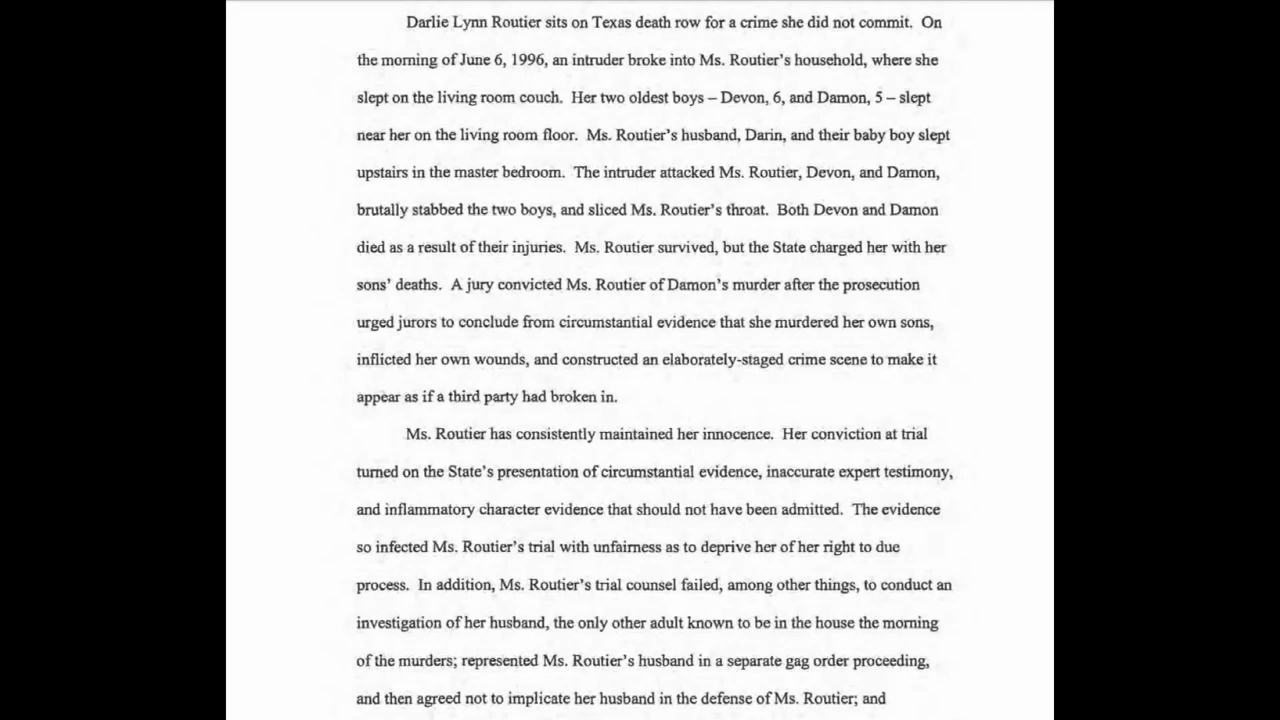 Darlie Lynn Routier sits on Texas death row for a crime she did not commit. On
the morning of June 6, 1996, an intruder broke into Ms. Routier's household, where she
slept on the living room couch. Her two oldest boys – Devon, 6, and Damon, 5 – slept
near her on the living room floor. Ms. Routier's husband, Darin, and their baby boy slept
upstairs in the master bedroom. The intruder attacked Ms. Routier, Devon, and Damon,
brutally stabbed the two boys, and sliced Ms. Routier's throat. Both Devon and Damon
died as a result of their injuries. Ms. Routier survived, but the State charged her with her
sons' deaths. A jury convicted Ms. Routier of Damon's murder after the prosecution
urged jurors to conclude from circumstantial evidence that she murdered her own sons,
inflicted her own wounds, and constructed an elaborately-staged crime scene to make it
appear as if a third party had broken in.
Ms. Routier has consistently maintained her innocence. Her conviction at trial
turned on the State's presentation of circumstantial evidence, inaccurate expert testimony,
and inflammatory character evidence that should not have been admitted. The evidence
so infected Ms. Routier's trial with unfairness as to deprive her of her right to due
process. In addition, Ms. Routier's trial counsel failed, among other things, to conduct an
investigation of her husband, the only other adult known to be in the house the morning
of the murders; represented Ms. Routier's husband in a separate gag order proceeding,
and then agreed not to implicate her husband in the defense of Ms. Routier; and